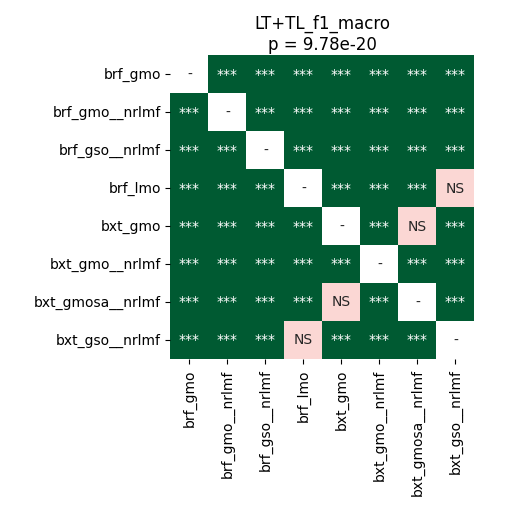 LT+TL_f1_macro
p = 9.78e-20
brf_gmo - *** *** *** *** *** *** ***
brf_gmo__nrlmf *** - *** *** *** *** *** ***
brf_gso__nrlmf *** *** - *** *** *** *** ***
brf_lmo *** *** *** - *** *** *** NS
bxt_gmo *** *** *** *** - *** NS ***
bxt_gmo__nrlmf *** *** *** *** *** - *** ***
bxt_gmosa__nrlmf *** *** *** *** NS *** - ***
bxt_gso__nrlmf *** *** *** NS *** *** *** -
brf_gmo
brf_gmo__nrlmf
brf_gso__nrlmf
brf_lmo
bxt_gmo
bxt_gmo__nrlmf
bxt_gmosa__nrlmf
bxt_gso__nrlmf